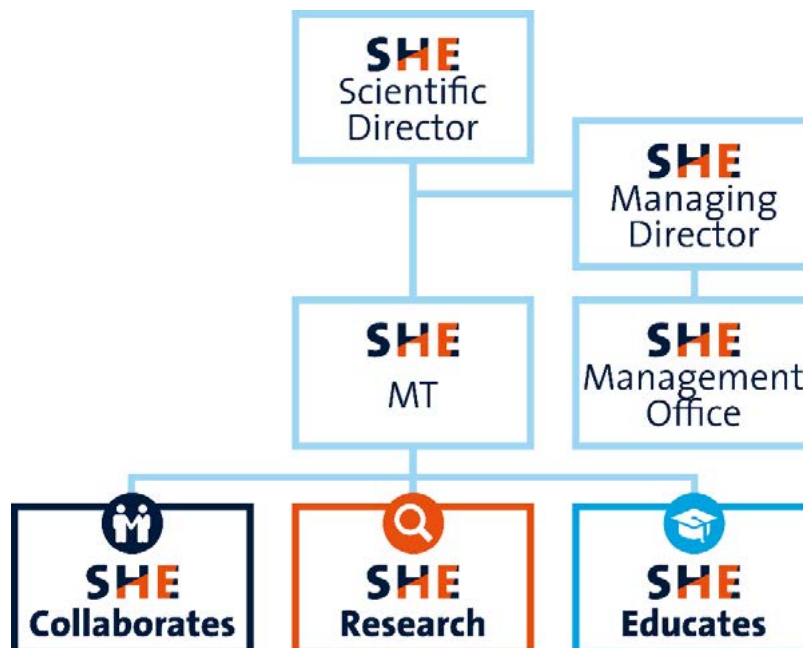 SHE
Scientific
Director
SHE
Managing
Director
SHE
MT
SHE
Management
Office
SHE
Collaborates
SHE
Research
SHE
Educates